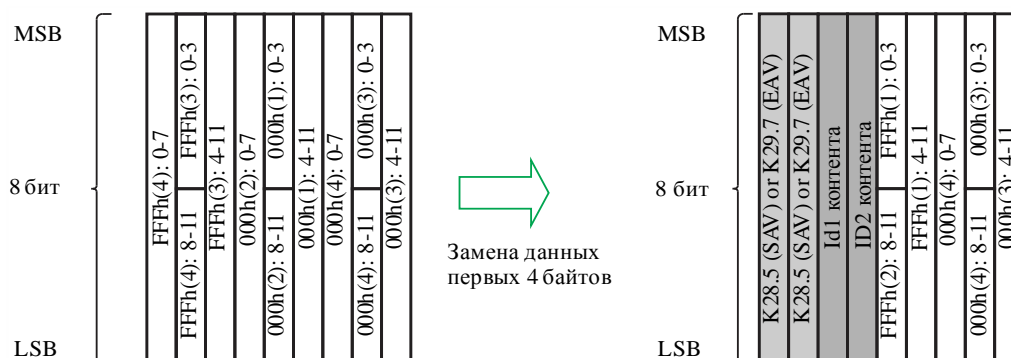 MSB
8 бит
LSB
FFFh(4): 0-7
FFFh(3): 0-3
FFFh(4): 8-11
FFFh(3): 4-11
000h(2): 0-7
000h(1): 0-3
000h(2): 8-11
000h(1): 4-11
000h(4): 0-7
000h(3): 0-3
000h(4): 8-11
000h(3): 4-11
Замена данных
первых 4 байтов
MSB
8 бит
LSB
K28.5 (SAV) or K29.7 (EAV)
K28.5 (SAV) or K29.7 (EAV)
Id1 контента
ID2 контента
FFFh(1): 0-3
FFFh(2): 8-11
FFFh(1): 4-11
000h(4): 0-7
000h(3): 0-3
000h(4): 8-11
000h(3): 4-11